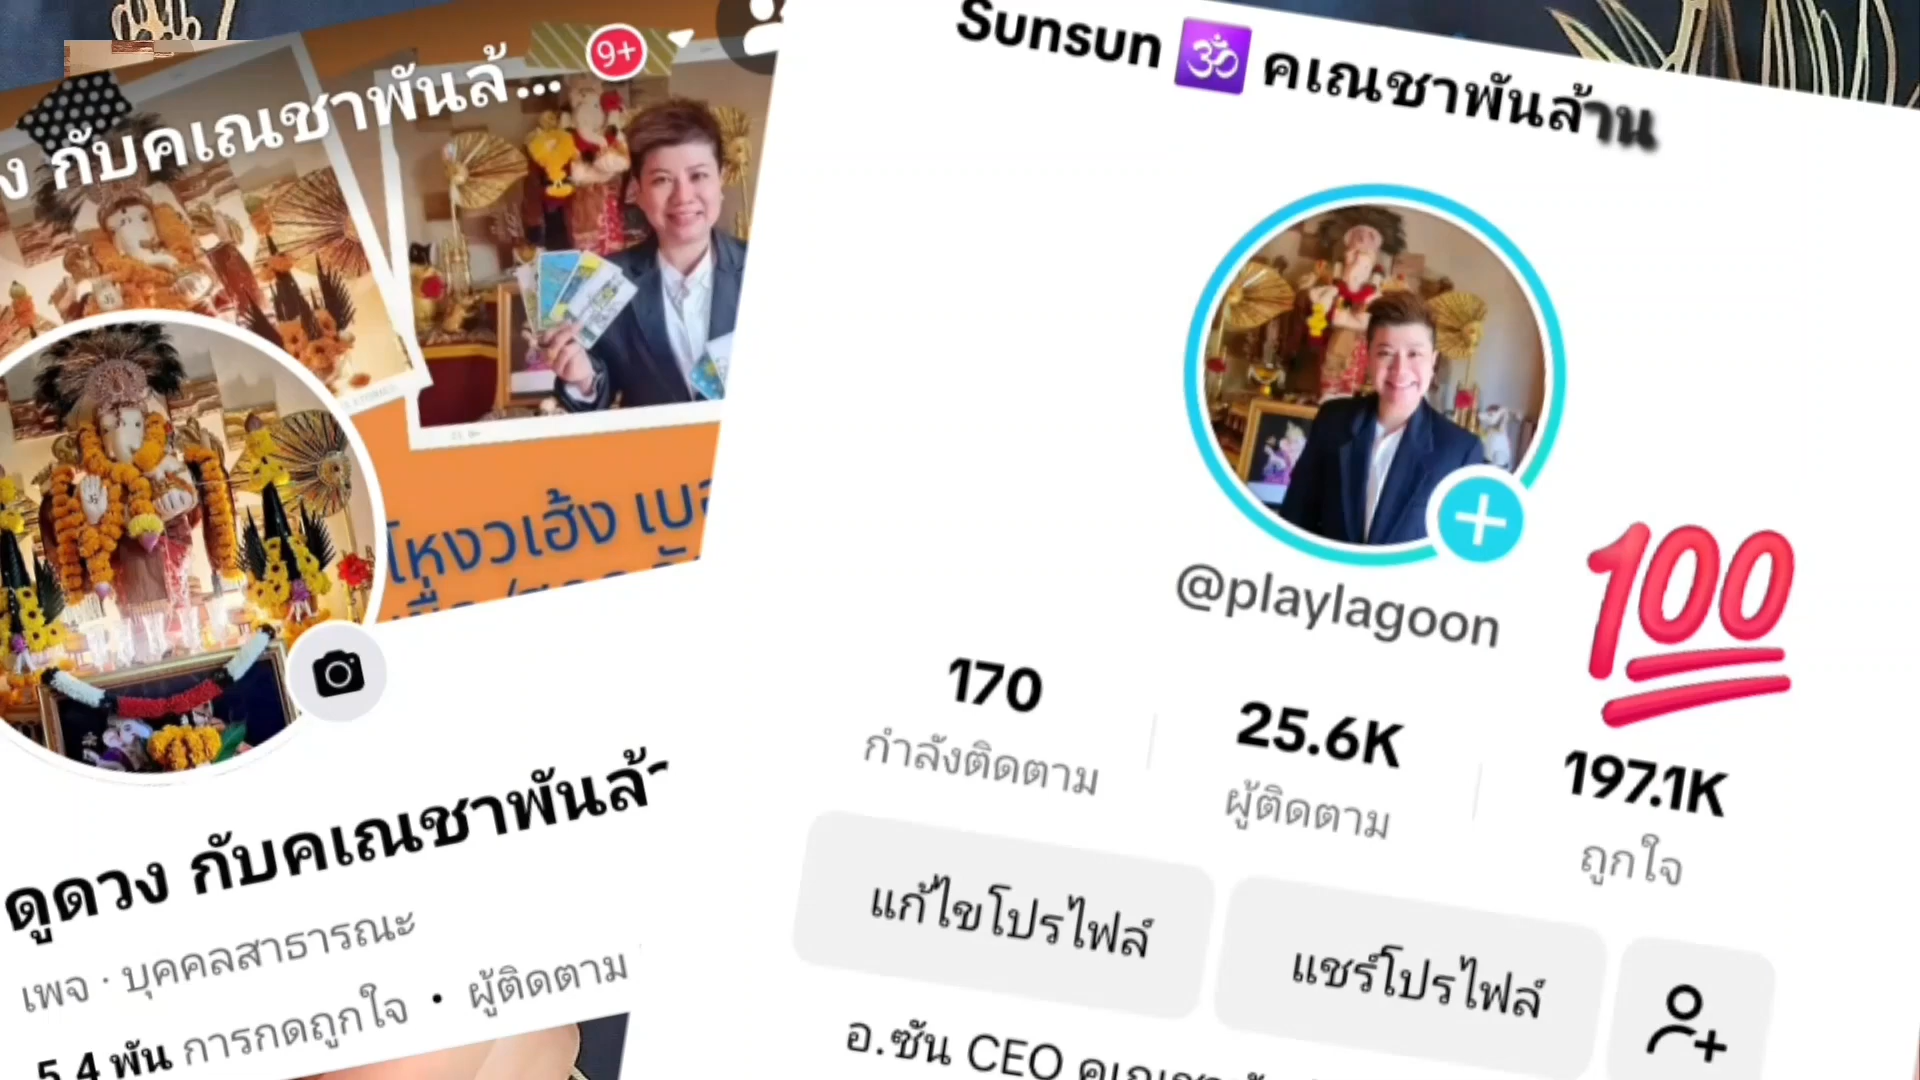 ง กับคเณชาพันล้...
9+
โหงวเฮ้ง
ดูดวง กับคเณชาพันล้
เพจ · บุคคลสาธารณะ
5.4 พัน การกดถูกใจ · ผู้ติดตาม
Sunsun 🕉 คเณชาพันล้าน
@playlagoon
100
170
กำลังติดตาม
25.6K
ผู้ติดตาม
197.1K
ถูกใจ
แก้ไขโปรไฟล์
แชร์โปรไฟล์
อ.ซัน CEO